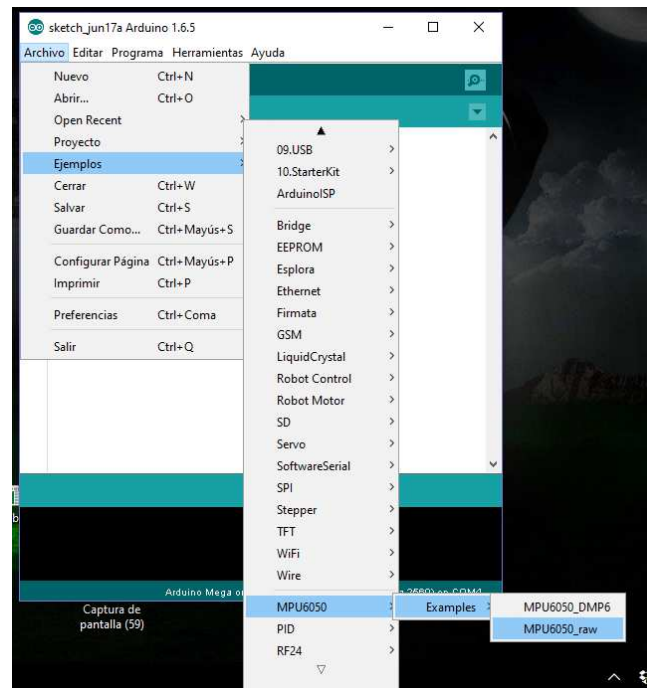 sketch_jun17a Arduino 1.6.5
Archivo Editar Programa Herramientas Ayuda
Nuevo Ctrl+N
Abrir... Ctrl+O
Open Recent
Proyecto
Ejemplos
Cerrar Ctrl+W
Salvar Ctrl+S
Guardar Como... Ctrl+Mayús+S
Configurar Página Ctrl+Mayús+P
Imprimir Ctrl+P
Preferencias Ctrl+Coma
Salir Ctrl+Q
09.USB
10.StarterKit
ArduinoISP
Bridge
EEPROM
Esplora
Ethernet
Firmata
GSM
LiquidCrystal
Robot Control
Robot Motor
SD
Servo
SoftwareSerial
SPI
Stepper
TFT
WiFi
Wire
MPU6050
PID
RF24
Examples
MPU6050_DMP6
MPU6050_raw
Arduino Mega
Captura de
pantalla (59)